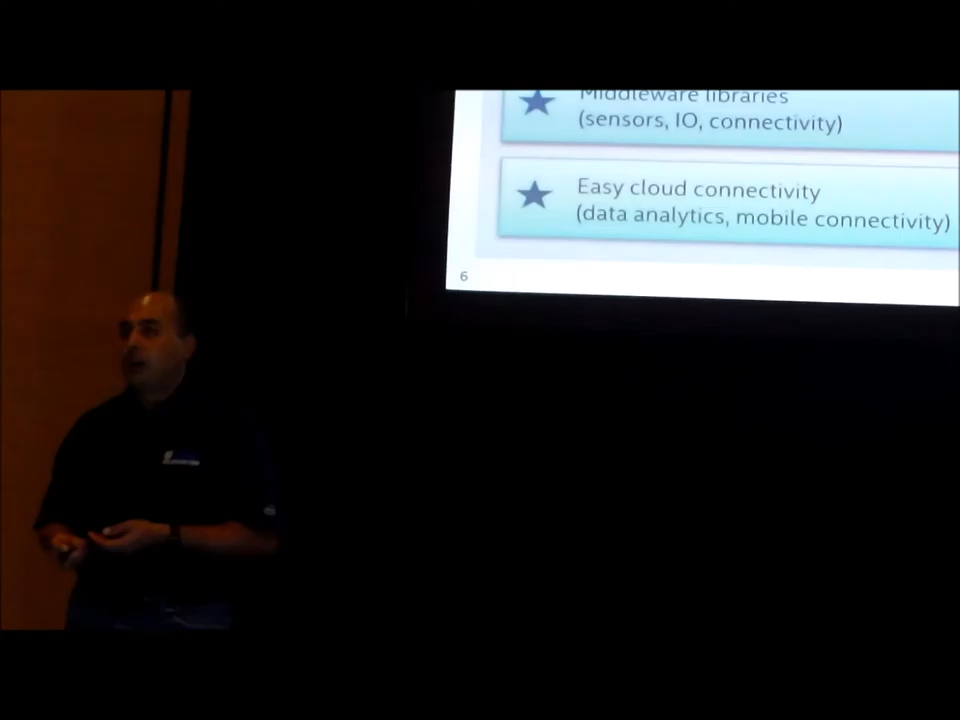 Middleware libraries
(sensors, IO, connectivity)
Easy cloud connectivity
(data analytics, mobile connectivity)
6